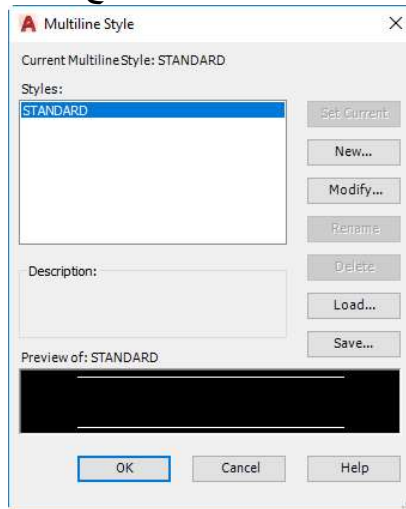 Multiline Style
Current Multiline Style: STANDARD
Styles:
STANDARD
Set Current
New...
Modify...
Rename
Delete
Description:
Load...
Save...
Preview of: STANDARD
OK Cancel Help